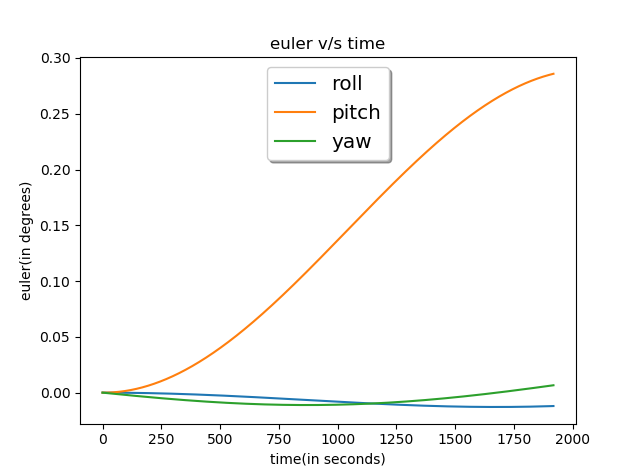 euler v/s time
roll
pitch
yaw
euler(in degrees)
0.30
0.25
0.20
0.15
0.10
0.05
0.00
0 250 500 750 1000 1250 1500 1750 2000
time(in seconds)